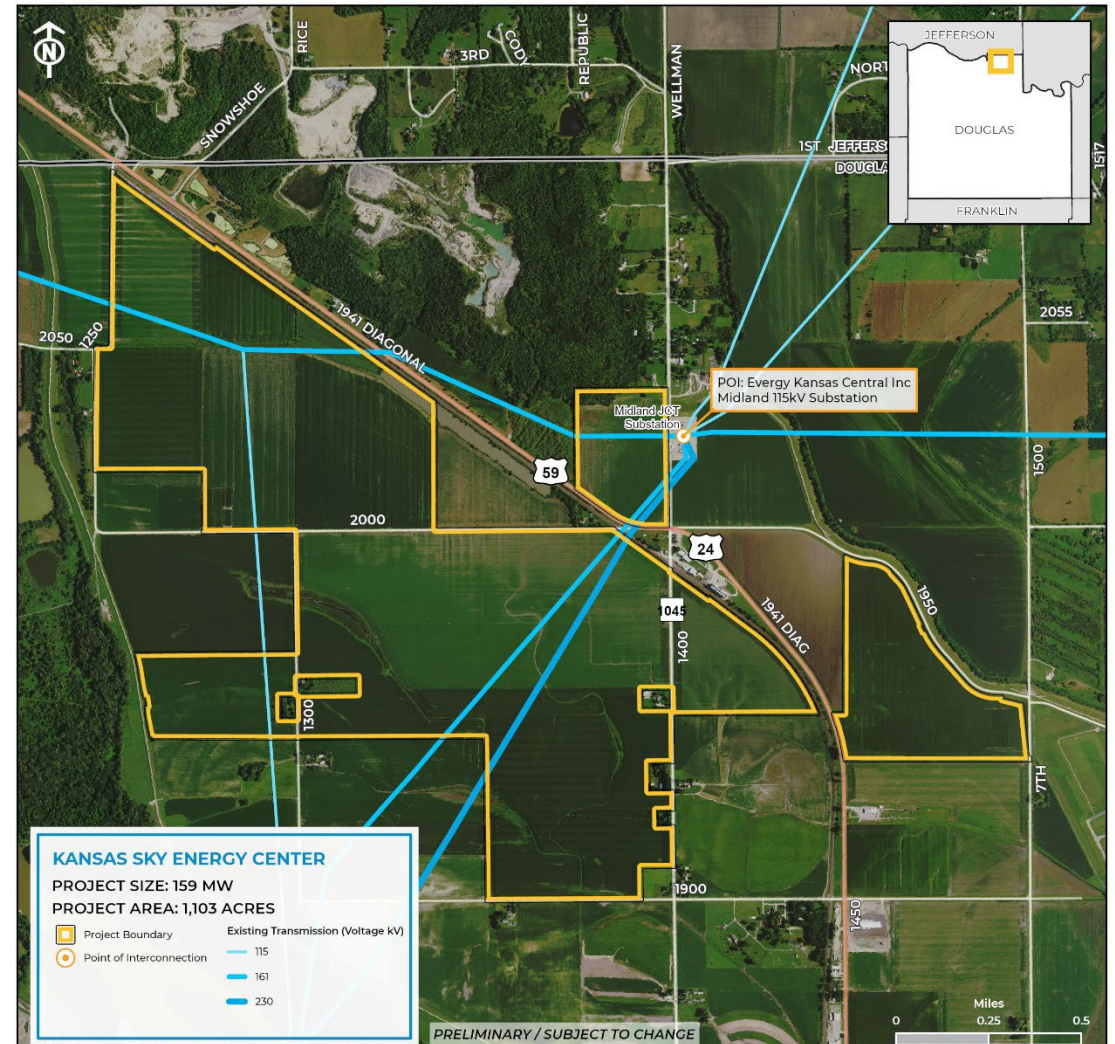 N
RICE
3RD
CODY
REPUBLIC
WELLMAN
SNOWSHOE
JEFFERSON
DOUGLAS
FRANKLIN
1ST JEFFERS
DOUGLA
1517
2050
1250
1941 DIAGONAL
2055
POI: Evergy Kansas Central Inc
Midland 115kV Substation
Midland JCT
Substation
59
1500
2000
24
1045
1400
1941 DIAG
1950
1300
7TH
1900
1450
KANSAS SKY ENERGY CENTER
PROJECT SIZE: 159 MW
PROJECT AREA: 1,103 ACRES
Project Boundary
Point of Interconnection
Existing Transmission (Voltage kV)
115
161
230
PRELIMINARY / SUBJECT TO CHANGE
Miles
0 0.25 0.5